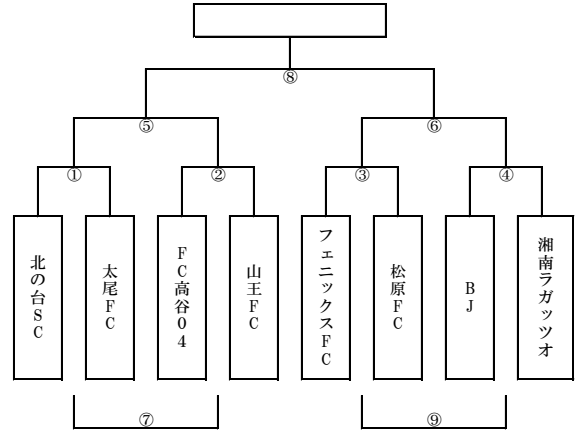 ⑧
⑤
⑥
①
②
③
④
北の台SC
太尾FC
FC高谷04
山王FC
フェニックスFC
松原FC
BJ
湘南ラガッツオ
⑦
⑨